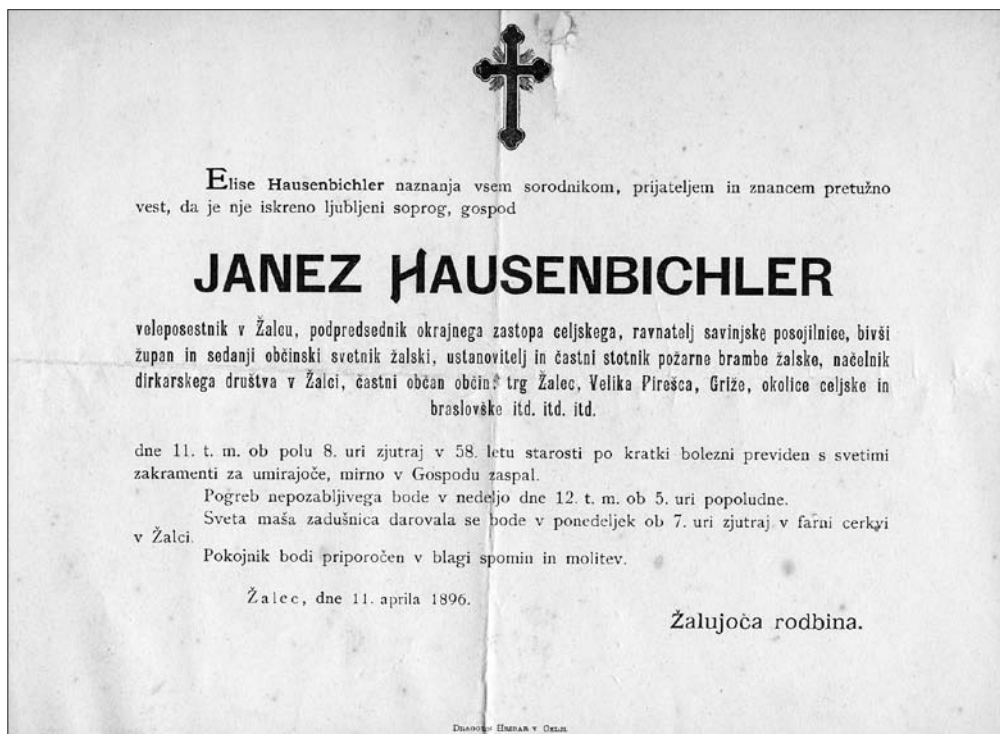 Elise Hausenbichler naznanja vsem sorodnikom, prijateljem in znancem pretužno
vest, da je nje iskreno ljubljeni soprog, gospod
JANEZ HAUSENBICHLER
veleposestnik v Žalcu, podpredsednik okrajnega zastopa celjskega, ravnatelj savinjske posojilnice, bivši
župan in sedanji občinski svetnik žalski, ustanovitelj in častni stotnik požarne brambe žalske, načelnik
dirkarskega društva v Žalci, častni občan občin: trg Žalec, Velika Pirešca, Griže, okolice celjske in
braslovške itd. itd. itd.
dne 11. t. m. ob polu 8. uri zjutraj v 58. letu starosti po kratki bolezni previden s svetimi
zakramenti za umirajoče, mirno v Gospodu zaspal.
Pogreb nepozabljivega bode v nedeljo dne 12. t. m. ob 5. uri popoludne.
Sveta maša zadušnica darovala se bode v ponedeljek ob 7. uri zjutraj v farni cerkvi
v Žalci.
Pokojnik bodi priporočen v blagi spomin in molitev.
Žalec, dne 11. aprila 1896.
Žalujoča rodbina.
Dragotin Hribar v Celji.